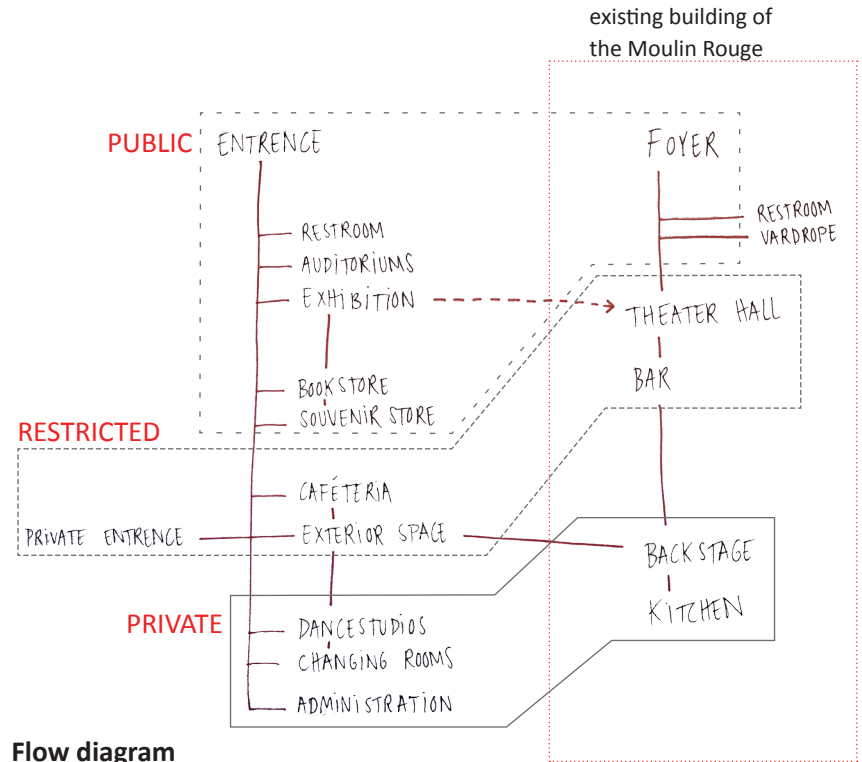 existing building of
the Moulin Rouge
PUBLIC
ENTRENCE
FOYER
RESTROOM
VARDROPE
RESTROOM
AUDITORIUMS
EXHIBITION
THEATER HALL
BAR
BOOKSTORE
SOUVENIR STORE
RESTRICTED
CAFÉTERIA
PRIVATE ENTRENCE
EXTERIOR SPACE
BACKSTAGE
KITCHEN
PRIVATE
DANCESTUDIOS
CHANGING ROOMS
ADMINISTRATION
Flow diagram